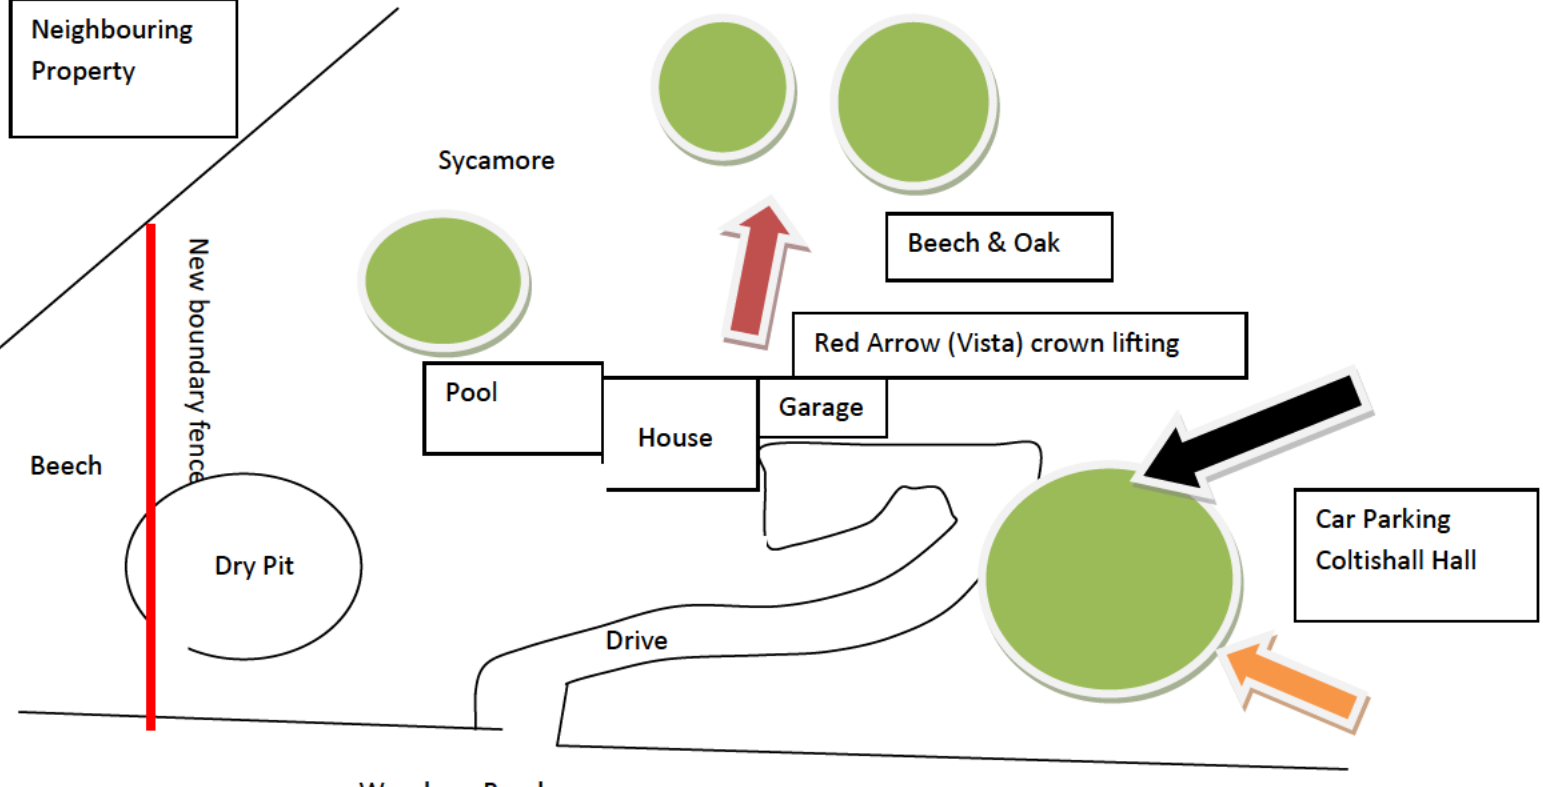 Neighbouring
Property
Sycamore
Beech & Oak
New boundary fence
Red Arrow (Vista) crown lifting
Pool
Garage
House
Beech
Car Parking
Coltishall Hall
Dry Pit
Drive